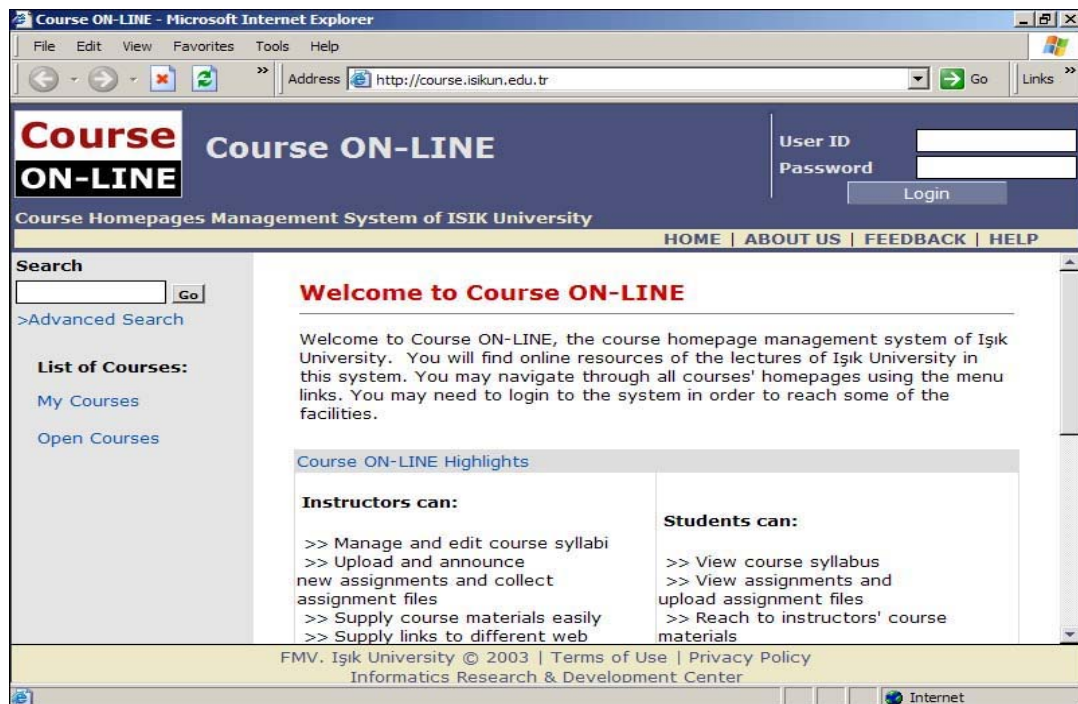 Course ON-LINE - Microsoft Internet Explorer
File Edit View Favorites Tools Help
» Address http://course.isikun.edu.tr Go Links »
Course
ON-LINE
Course ON-LINE
User ID
Password
Login
Course Homepages Management System of ISIK University
HOME | ABOUT US | FEEDBACK | HELP
Search
Go
>Advanced Search
List of Courses:
My Courses
Open Courses
Welcome to Course ON-LINE
Welcome to Course ON-LINE, the course homepage management system of Işık
University. You will find online resources of the lectures of Işık University in
this system. You may navigate through all courses' homepages using the menu
links. You may need to login to the system in order to reach some of the
facilities.
Course ON-LINE Highlights
Instructors can:
>> Manage and edit course syllabi
>> Upload and announce
new assignments and collect
assignment files
>> Supply course materials easily
>> Supply links to different web
Students can:
>> View course syllabus
>> View assignments and
upload assignment files
>> Reach to instructors' course
materials
FMV. Işık University © 2003 | Terms of Use | Privacy Policy
Informatics Research & Development Center
Internet